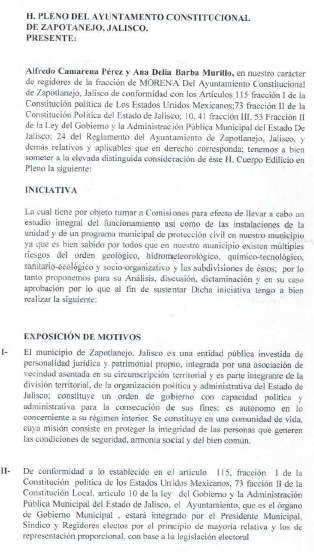 H. PLENO DEL AYUNTAMIENTO CONSTITUCIONAL
DE ZAPOTANEJO, JALISCO.
PRESENTE:
Alfredo Camarena Pérez y Ana Delia Barba Murillo, en nuestro carácter
de regidores de la fracción de MORENA Del Ayuntamiento Constitucional
de Zapotlanejo, Jalisco de conformidad con los Artículos 115 fracción I de la
Constitución política de Los Estados Unidos Mexicanos;73 fracción II de la
Constitución Política del Estado de Jalisco; 10, 41 fracción III, 53 Fracción II
de la Ley del Gobierno y la Administración Pública Municipal del Estado De
Jalisco; 24 del Reglamento del Ayuntamiento de Zapotlanejo, Jalisco, y
demás relativos y aplicables que en derecho corresponda; tenemos a bien
someter a la elevada distinguida consideración de éste H. Cuerpo Edilicio en
Pleno la siguiente:
INICIATIVA
La cual tiene por objeto turnar a Comisiones para efecto de llevar a cabo un
estudio integral del funcionamiento así como de las instalaciones de la
unidad y de un programa municipal de protección civil en nuestro municipio
ya que es bien sabido por todos que en nuestro municipio existen múltiples
riesgos del orden geológico, hidrometeorológico, químico-tecnológico,
sanitario-ecológico y socio-organizativo y las subdivisiones de éstos; por lo
tanto proponemos para su Análisis, discusión, dictaminación y en su caso
aprobación por lo que al fin de sustentar Dicha iniciativa tengo a bien
realizar la siguiente:
EXPOSICIÓN DE MOTIVOS
I- El municipio de Zapotlanejo, Jalisco es una entidad pública investida de
personalidad jurídica y patrimonio propio, integrada por una asociación de
vecindad asentada en su circunscripción territorial y es parte integrante de la
división territorial, de la organización política y administrativa del Estado de
Jalisco; constituye un orden de gobierno con capacidad política y
administrativa para la consecución de sus fines; es autónomo en lo
concerniente a su régimen interior. Se constituye en una comunidad de vida,
cuya misión consiste en proteger la integridad de las personas que generan
las condiciones de seguridad, armonía social y del bien común.
II- De conformidad a lo establecido en el artículo 115, fracción I de la
Constitución política de los Estados Unidos Mexicanos, 73 fracción II de la
Constitución Local, artículo 10 de la ley del Gobierno y la Administración
Pública Municipal del Estado de Jalisco, el Ayuntamiento, que es el órgano
de Gobierno Municipal , estará integrado por el Presidente Municipal,
Sindico y Regidores electos por el principio de mayoría relativa y los de
representación proporcional, con base a la legislación electoral